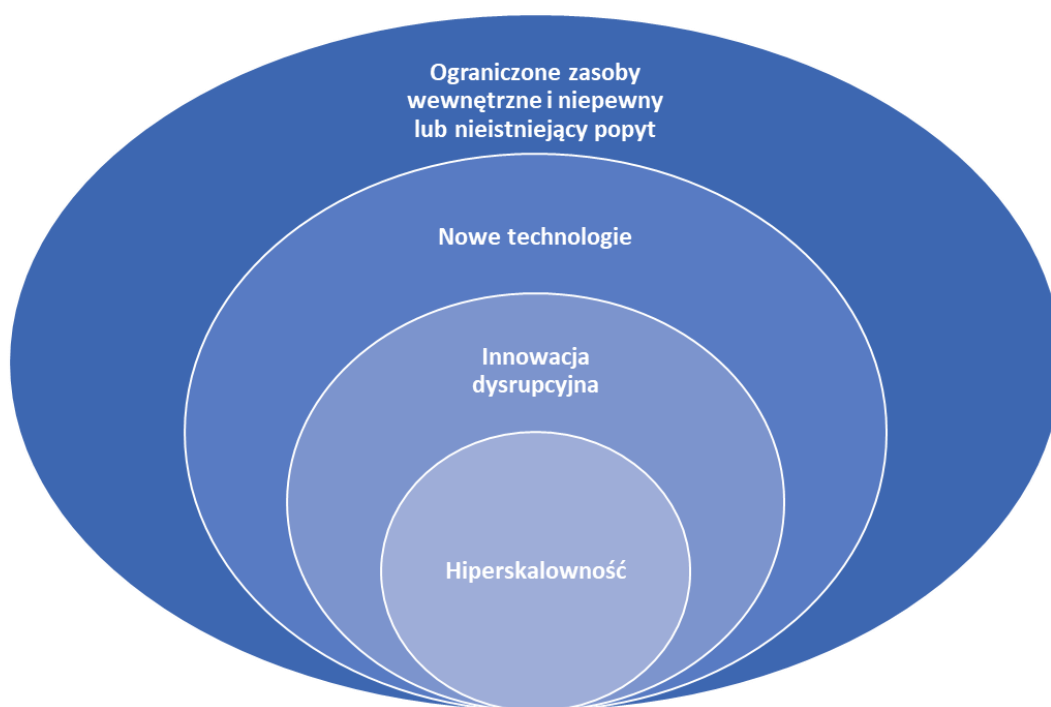 Ograniczone zasoby
wewnętrzne i niepewny
lub nieistniejący popyt
Nowe technologie
Innowacja
dysrupcyjna
Hiperskalowność